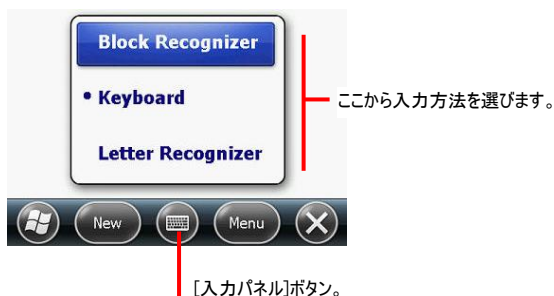 Block Recognizer
• Keyboard
Letter Recognizer
ここから入力方法を選びます。
New
Menu
[入力パネル]ボタン。